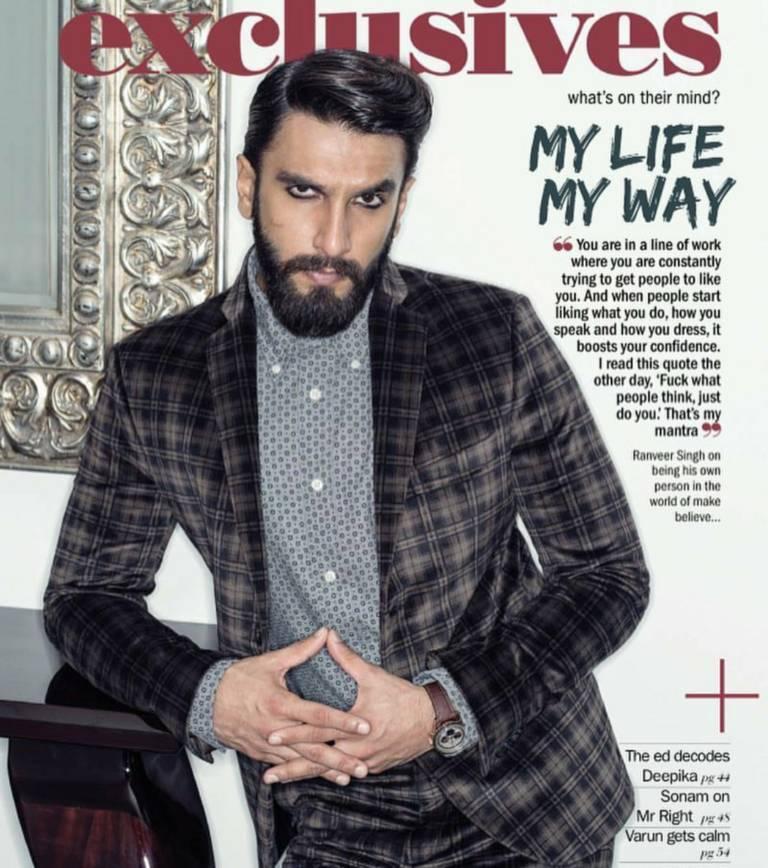 exclusives
what's on their mind?
MY LIFE
MY WAY
“ You are in a line of work
where you are constantly
trying to get people to like
you. And when people start
liking what you do, how you
speak and how you dress, it
boosts your confidence.
I read this quote the
other day, ‘Fuck what
people think, just
do you.’ That's my
mantra ”
Ranveer Singh on
being his own
person in the
world of make
believe...
The ed decodes
Deepika pg 44
Sonam on
Mr Right pg 48
Varun gets calm
pg 54